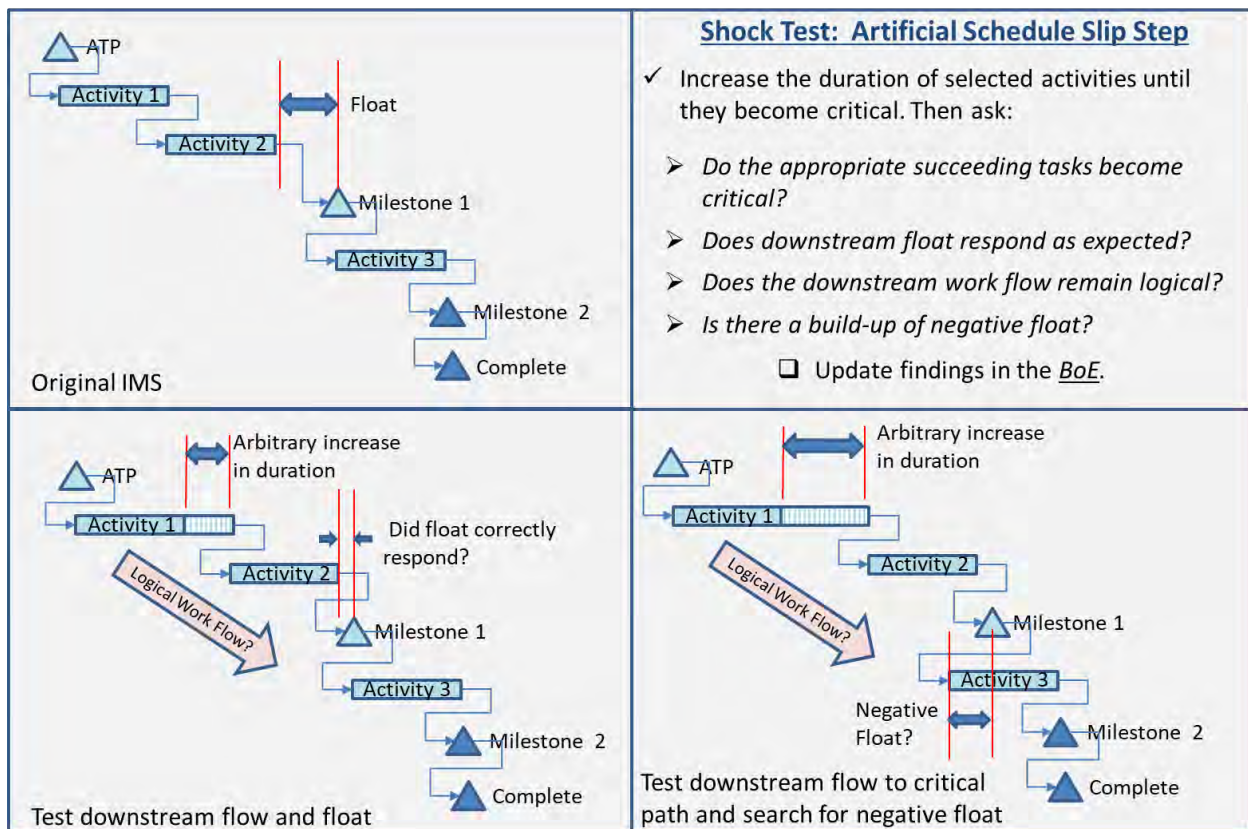 ATP
Activity 1
Float
Activity 2
Milestone 1
Activity 3
Milestone 2
Complete
Original IMS
Shock Test: Artificial Schedule Slip Step
✓ Increase the duration of selected activities until
they become critical. Then ask:
➢ Do the appropriate succeeding tasks become
critical?
➢ Does downstream float respond as expected?
➢ Does the downstream work flow remain logical?
➢ Is there a build-up of negative float?
❑ Update findings in the BoE.
Arbitrary increase
in duration
ATP
Activity 1
Did float correctly
respond?
Activity 2
Logical Work Flow?
Milestone 1
Activity 3
Milestone 2
Complete
Test downstream flow and float
Arbitrary increase
in duration
ATP
Activity 1
Activity 2
Logical Work Flow?
Milestone 1
Activity 3
Negative
Float?
Milestone 2
Complete
Test downstream flow to critical
path and search for negative float